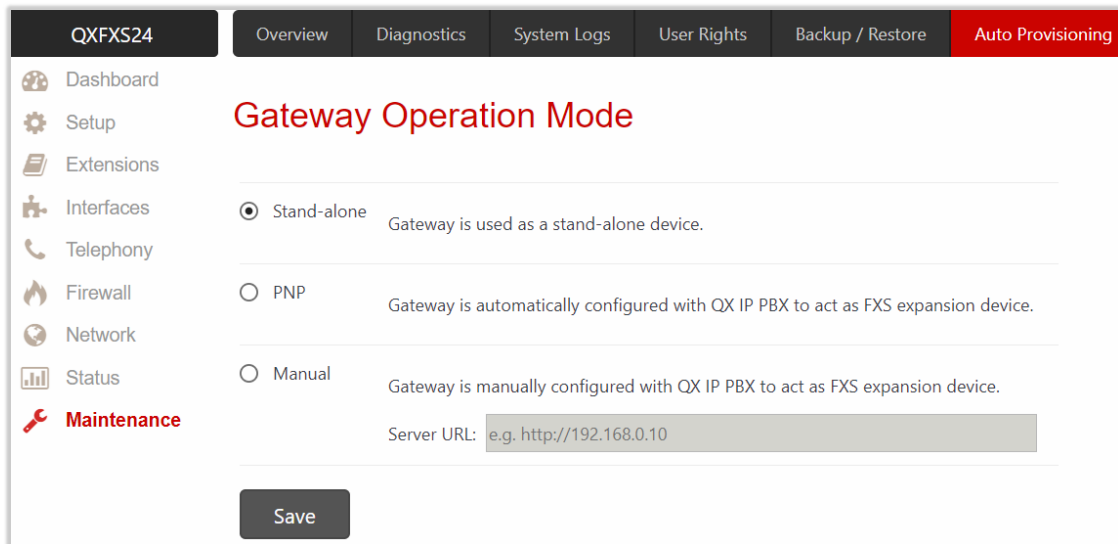 QXFXS24
Overview Diagnostics System Logs User Rights Backup / Restore Auto Provisioning
Dashboard
Setup
Extensions
Interfaces
Telephony
Firewall
Network
Status
Maintenance
Gateway Operation Mode
Stand-alone Gateway is used as a stand-alone device.
PNP Gateway is automatically configured with QX IP PBX to act as FXS expansion device.
Manual Gateway is manually configured with QX IP PBX to act as FXS expansion device.
Server URL: e.g. http://192.168.0.10
Save